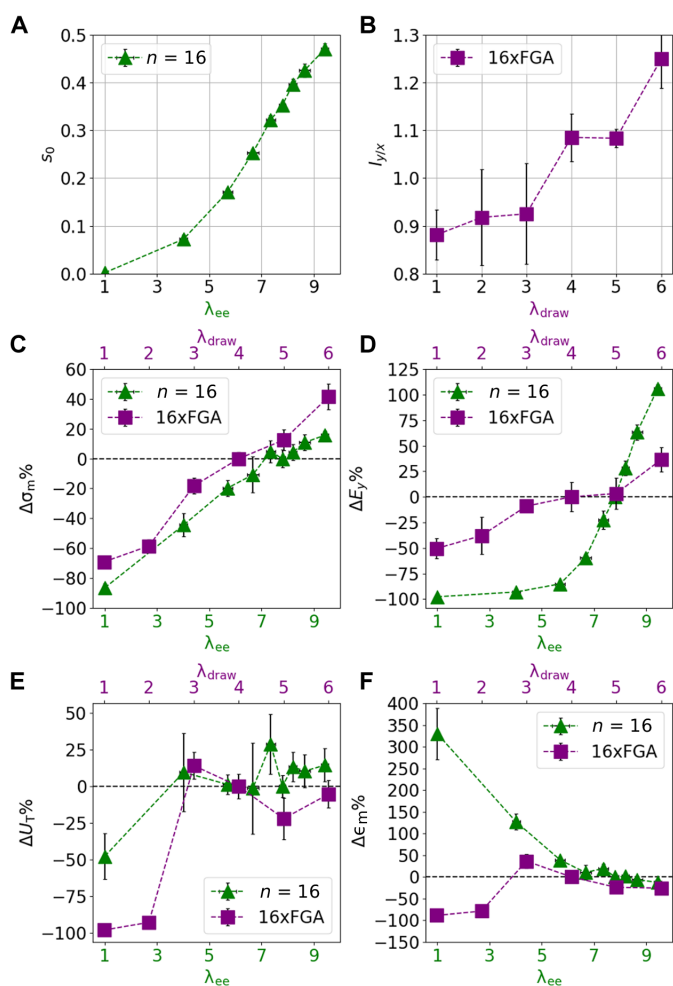 A
B
0.5
0.4
0.3
0.2
0.1
0.0
s₀
n = 16
1 3 5 7 9
λee
1.3
1.2
1.1
1.0
0.9
0.8
Iy/x
16xFGA
1 2 3 4 5 6
λdraw
C
D
λdraw
1 2 3 4 5 6
60
40
20
0
−20
−40
−60
−80
−100
Δσm%
n = 16
16xFGA
1 3 5 7 9
λee
λdraw
1 2 3 4 5 6
125
100
75
50
25
0
−25
−50
−75
−100
ΔEy%
n = 16
16xFGA
1 3 5 7 9
λee
E
F
λdraw
1 2 3 4 5 6
50
25
0
−25
−50
−75
−100
ΔUT%
n = 16
16xFGA
1 3 5 7 9
λee
λdraw
1 2 3 4 5 6
400
350
300
250
200
150
100
50
0
−50
−100
−150
Δϵm%
n = 16
16xFGA
1 3 5 7 9
λee